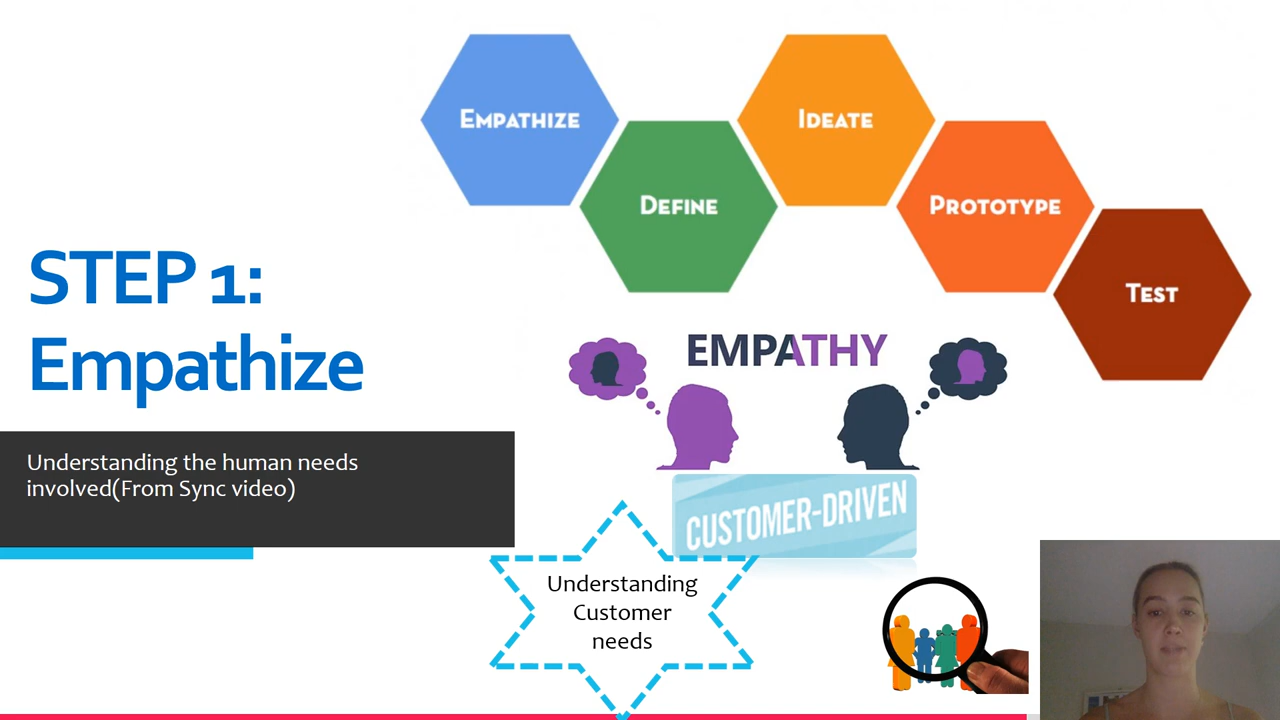 EMPATHIZE
DEFINE
IDEATE
PROTOTYPE
TEST
STEP 1:
Empathize
Understanding the human needs
involved(From Sync video)
EMPATHY
CUSTOMER-DRIVEN
Understanding
Customer
needs